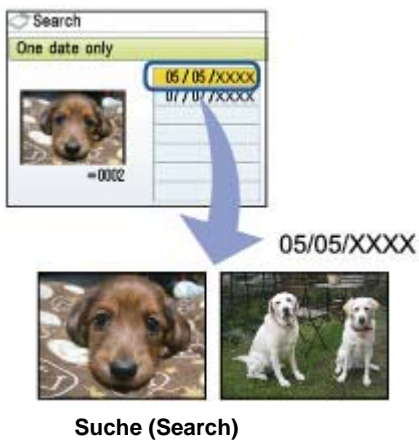 Search
One date only
05/05/XXXX
07/07/XXXX
=0002
05/05/XXXX
Suche (Search)